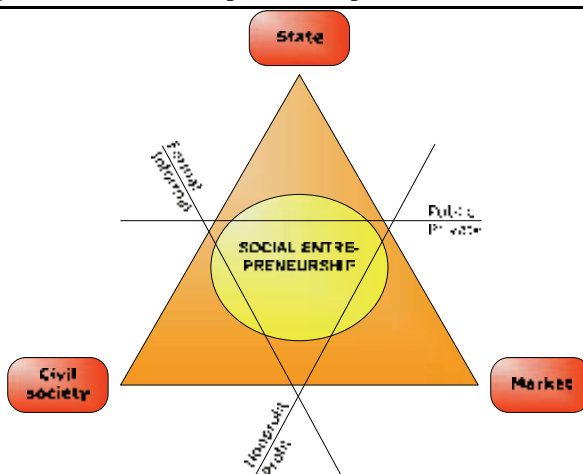 State
Formal
Informal
Public
Private
SOCIAL ENTRE-
PRENEURSHIP
Civil
society
Market
Nonprofit
Profit